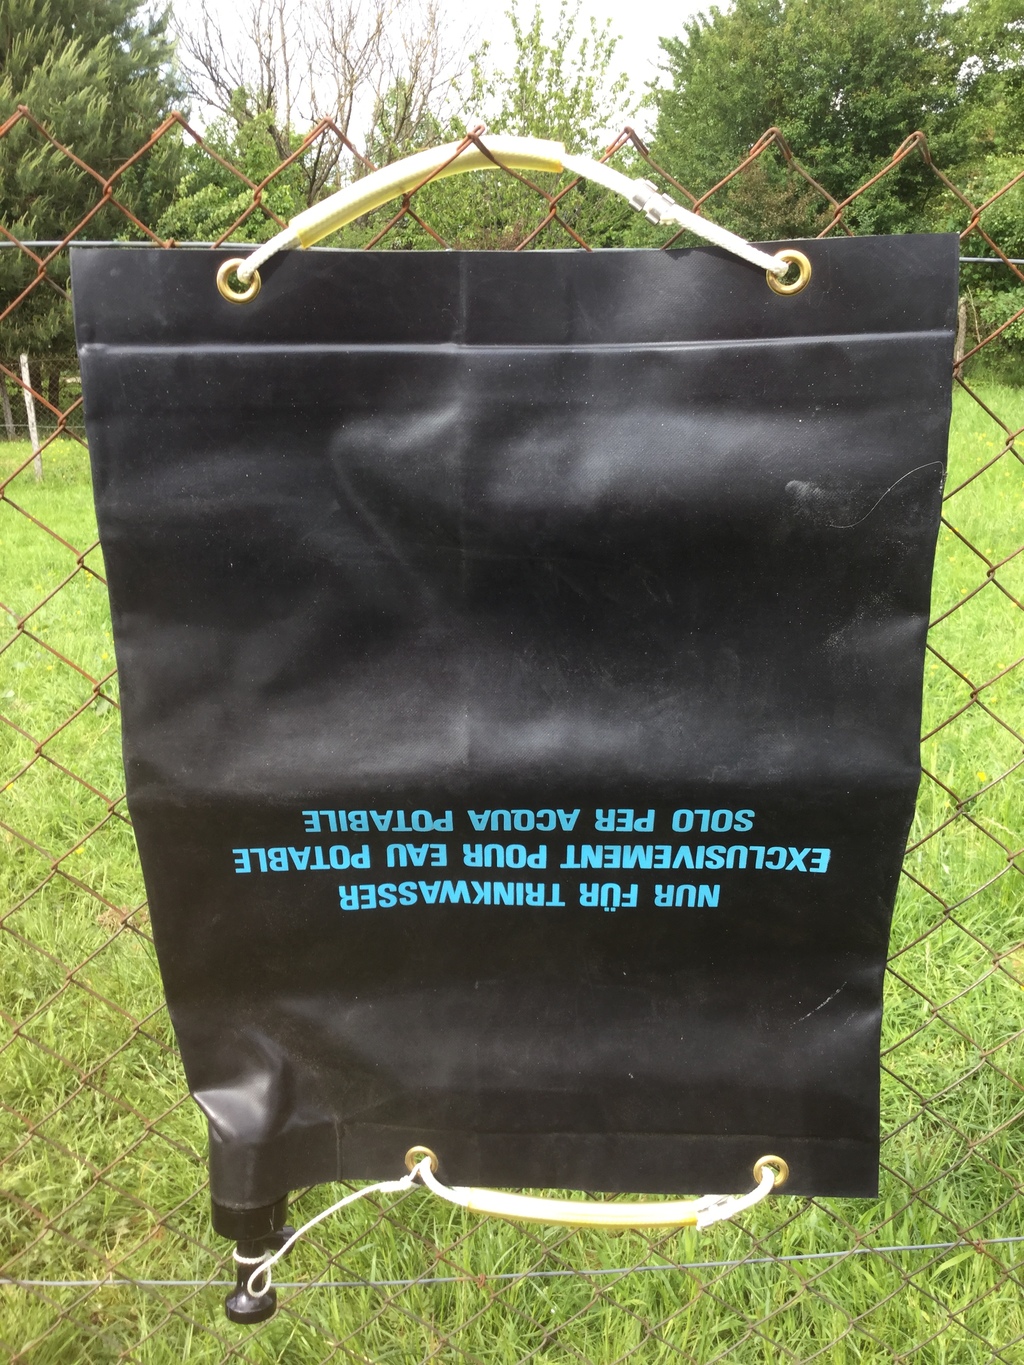 NUR FÜR TRINKWASSER
EXCLUSIVEMENT POUR EAU POTABLE
SOLO PER ACQUA POTABILE